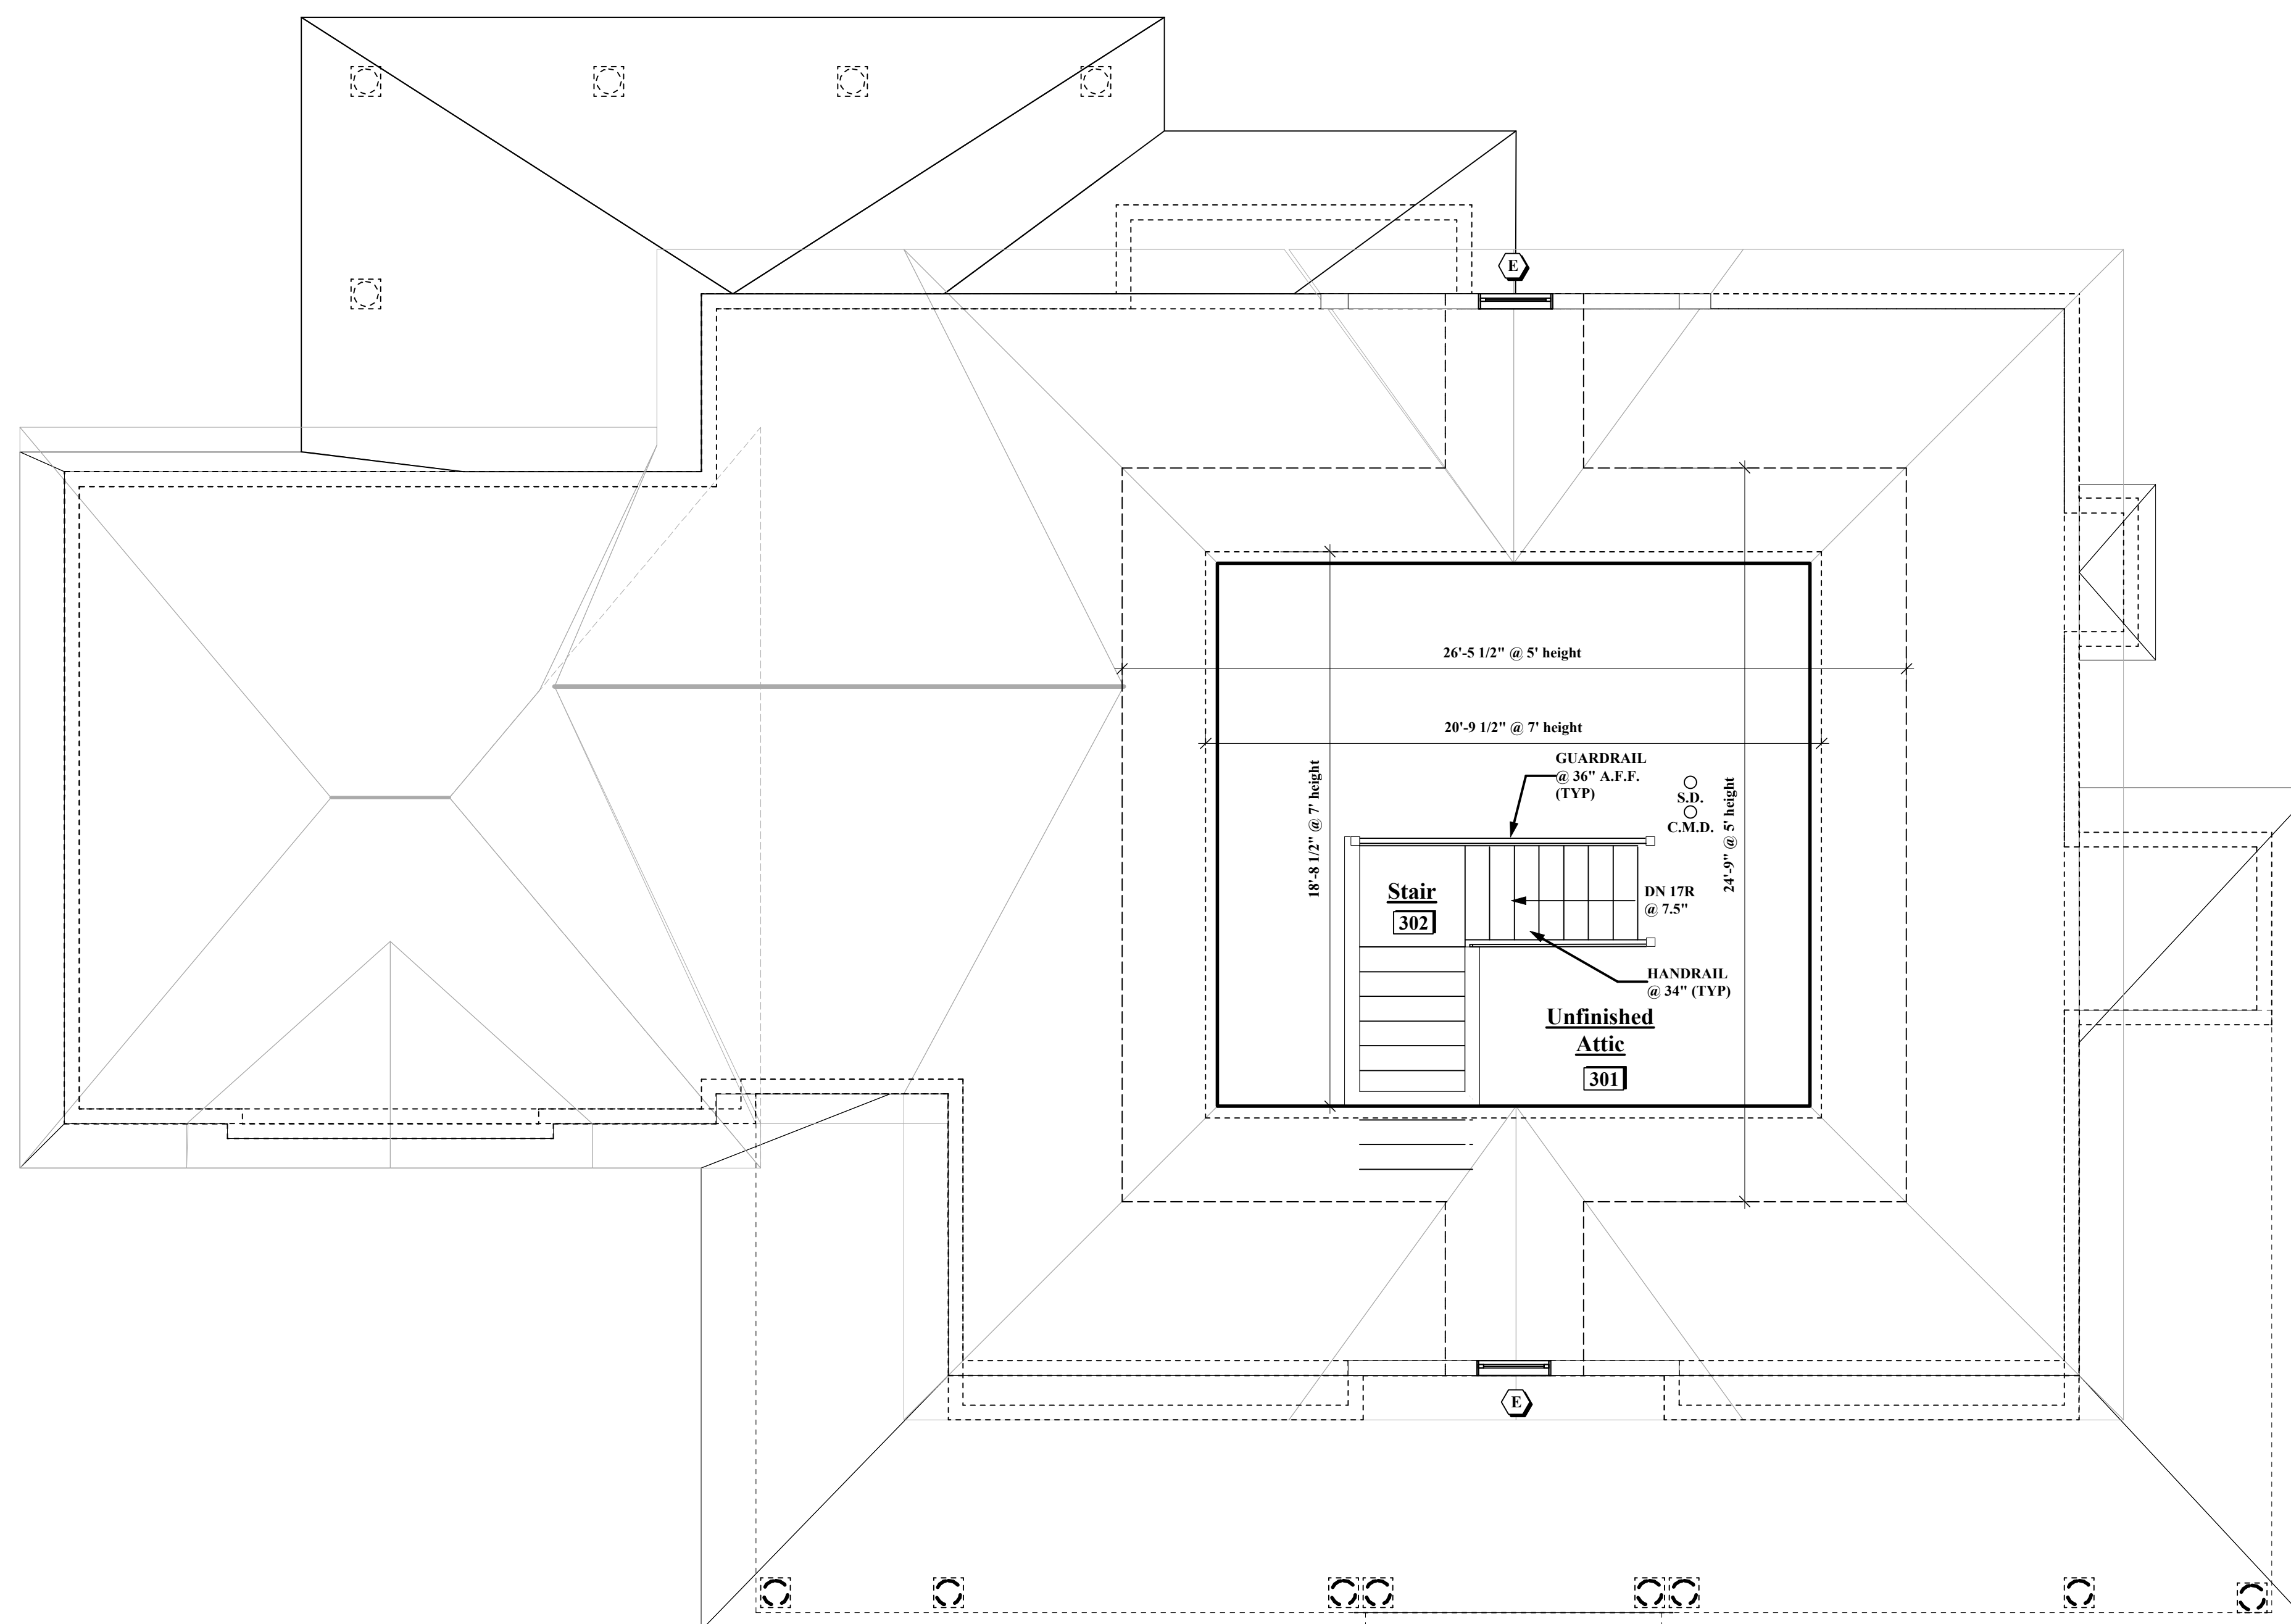 E
26'-5 1/2" @ 5' height
20'-9 1/2" @ 7' height
GUARDRAIL
@ 36" A.F.F.
(TYP)
S.D.
C.M.D.
18'-8 1/2" @ 7' height
24'-9" @ 5' height
Stair
302
DN 17R
@ 7.5"
HANDRAIL
@ 34" (TYP)
Unfinished
Attic
301
E